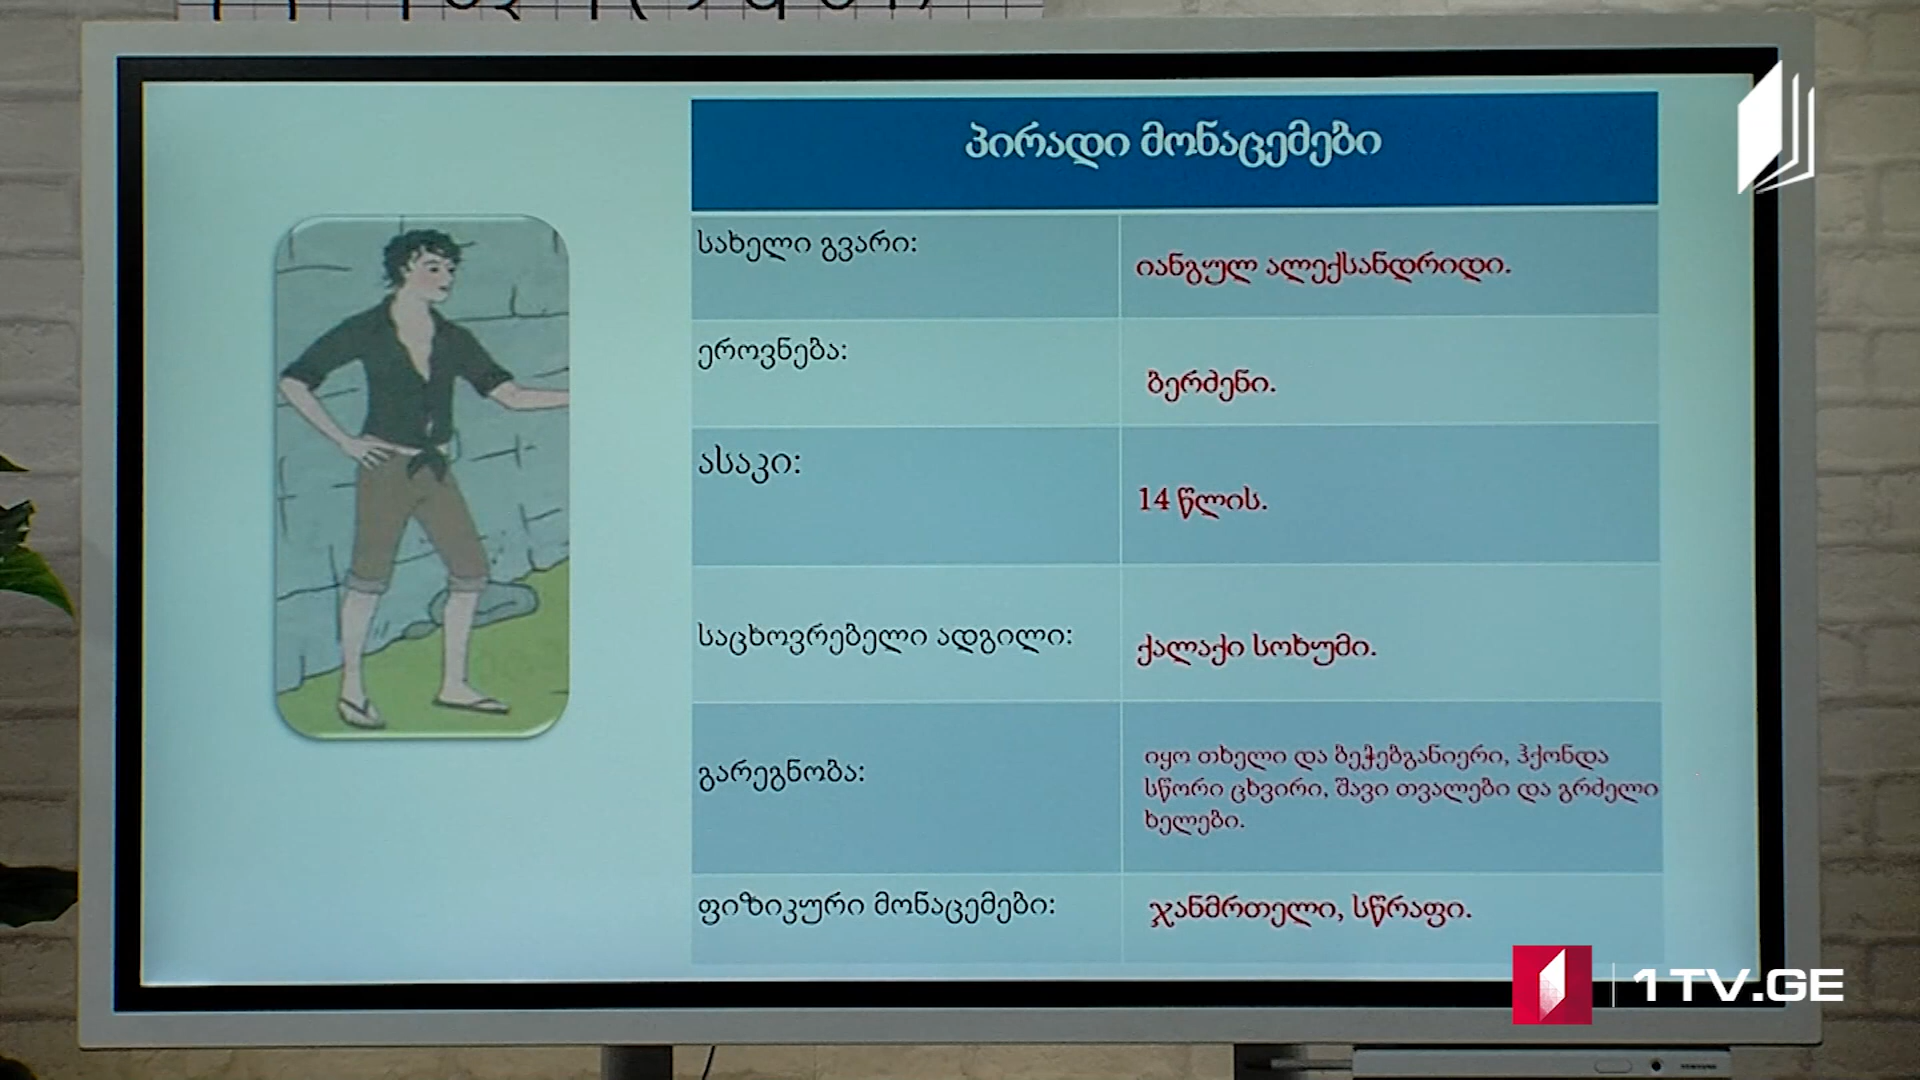 პირადი მონაცემები
სახელი გვარი:
იანგულ ალექსანდრიდი.
ეროვნება:
ბერძენი.
ასაკი:
14 წლის.
საცხოვრებელი ადგილი:
ქალაქი სოხუმი.
გარეგნობა:
იყო თხელი და ბეჭებგანიერი, ჰქონდა
სწორი ცხვირი, შავი თვალები და გრძელი
ხელები.
ფიზიკური მონაცემები:
ჯანმრთელი, სწრაფი.
1TV.GE